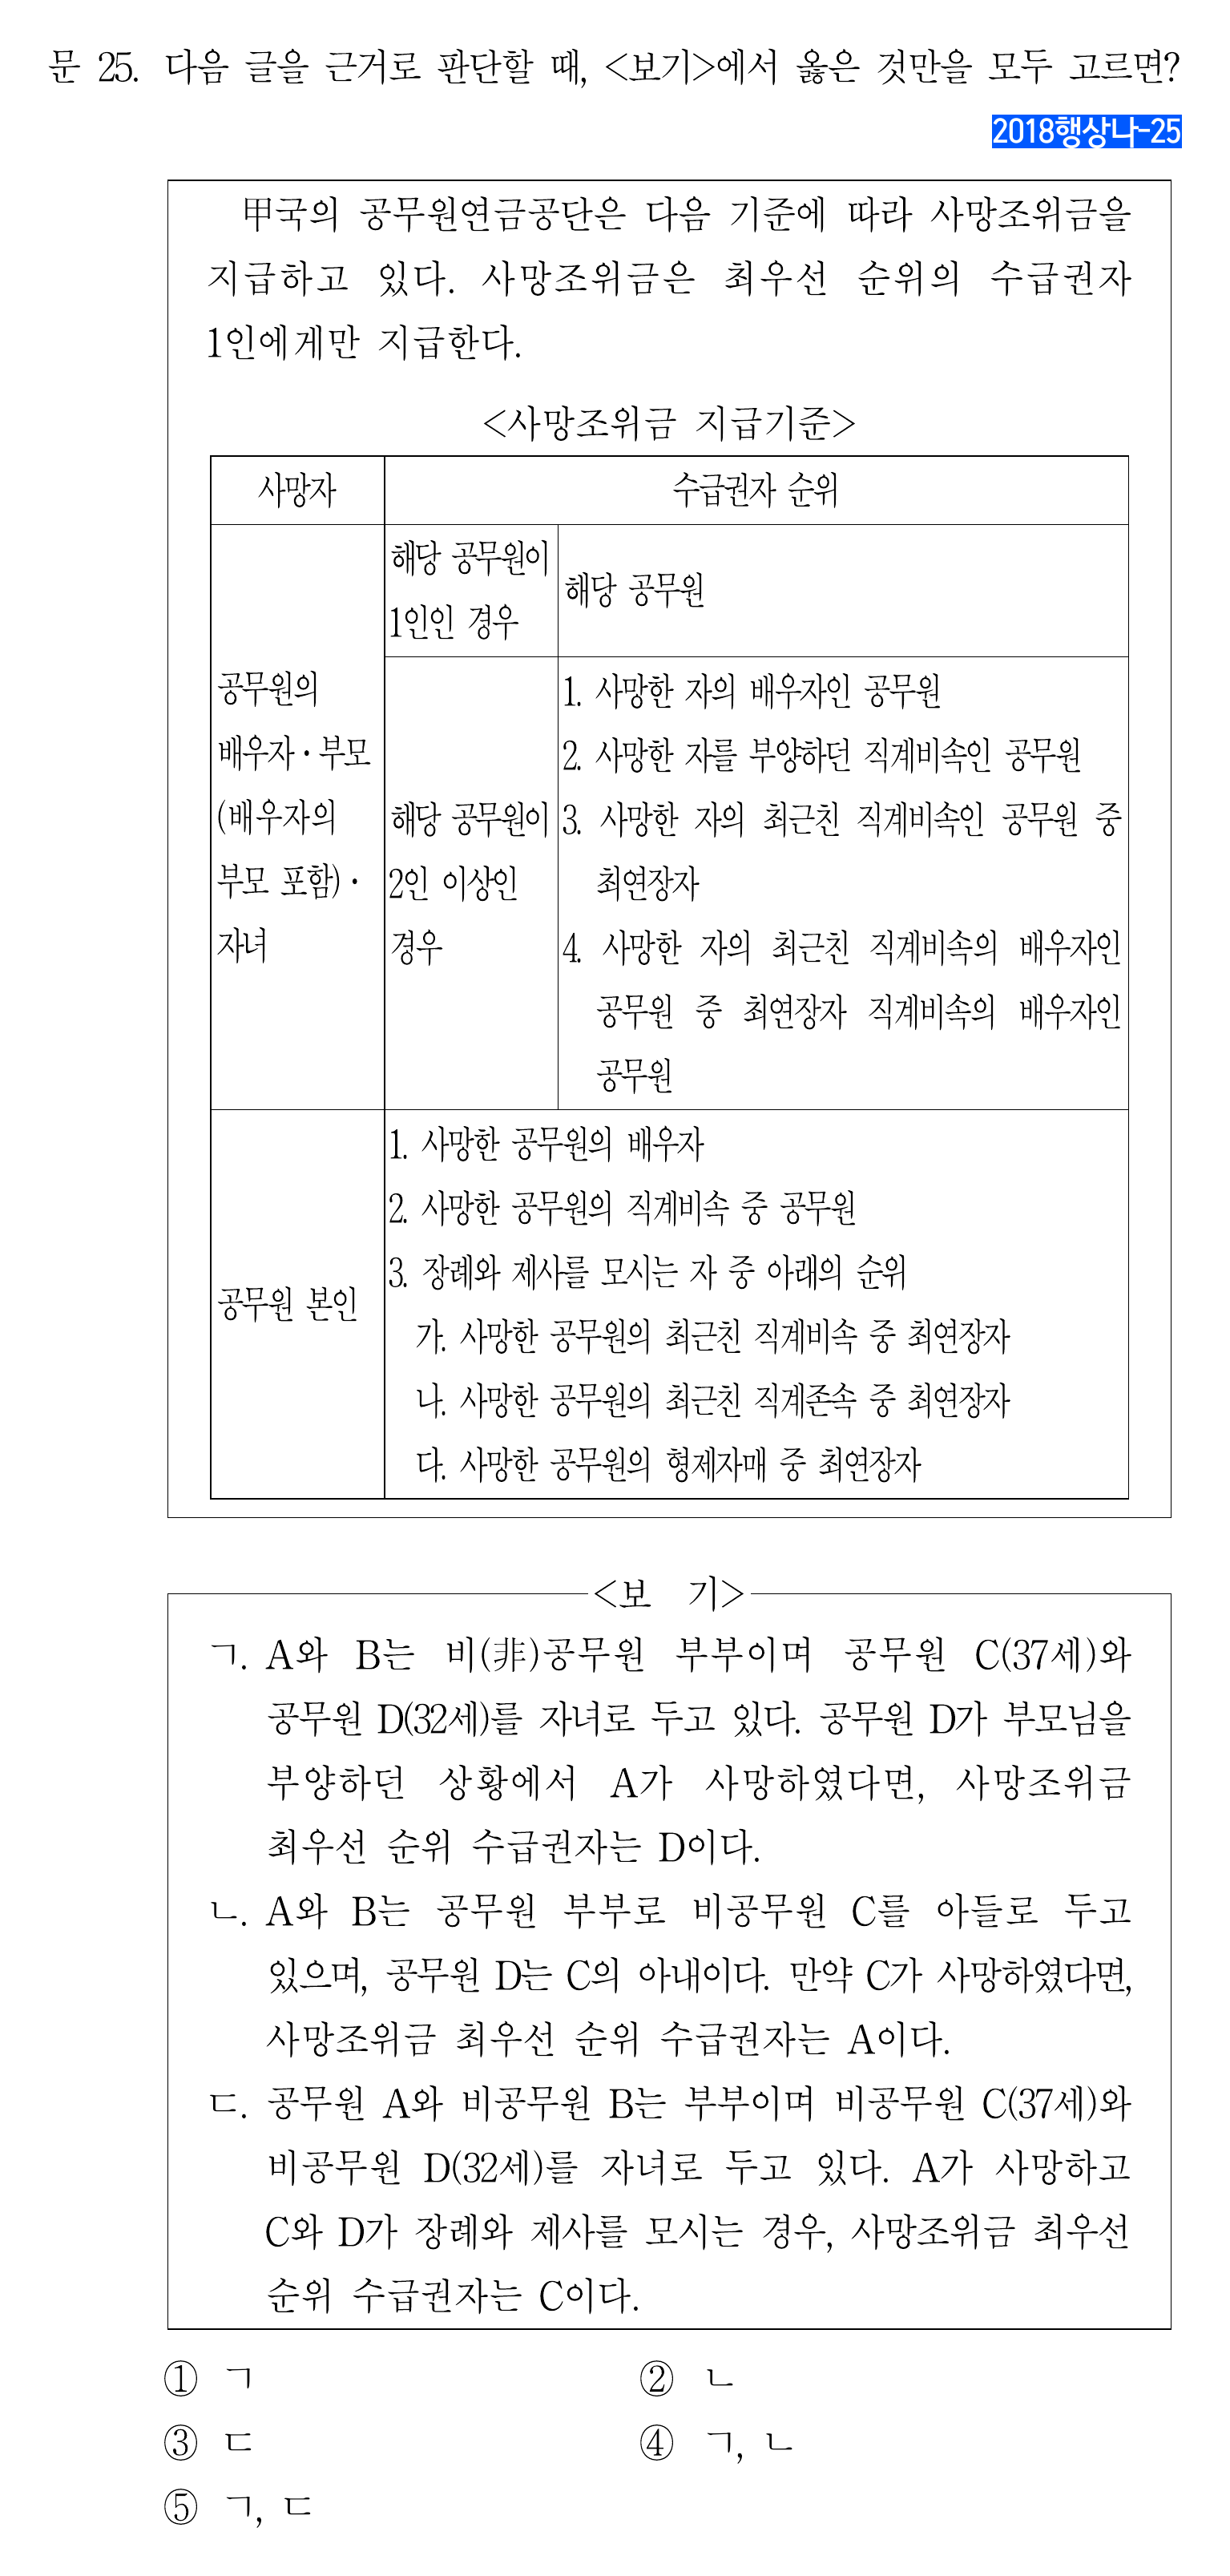 문 25. 다음 글을 근거로 판단할 때, <보기>에서 옳은 것만을 모두 고르면?
2018행상나-25
甲국의 공무원연금공단은 다음 기준에 따라 사망조위금을
지급하고 있다. 사망조위금은 최우선 순위의 수급권자
1인에게만 지급한다.
<사망조위금 지급기준>
사망자
수급권자 순위
공무원의
배우자·부모
(배우자의
부모 포함)·
자녀
해당 공무원이
1인인 경우
해당 공무원
해당 공무원이
2인 이상인
경우
1. 사망한 자의 배우자인 공무원
2. 사망한 자를 부양하던 직계비속인 공무원
3. 사망한 자의 최근친 직계비속인 공무원 중
최연장자
4. 사망한 자의 최근친 직계비속의 배우자인
공무원 중 최연장자 직계비속의 배우자인
공무원
공무원 본인
1. 사망한 공무원의 배우자
2. 사망한 공무원의 직계비속 중 공무원
3. 장례와 제사를 모시는 자 중 아래의 순위
가. 사망한 공무원의 최근친 직계비속 중 최연장자
나. 사망한 공무원의 최근친 직계존속 중 최연장자
다. 사망한 공무원의 형제자매 중 최연장자
<보 기>
ㄱ. A와 B는 비(非)공무원 부부이며 공무원 C(37세)와
공무원 D(32세)를 자녀로 두고 있다. 공무원 D가 부모님을
부양하던 상황에서 A가 사망하였다면, 사망조위금
최우선 순위 수급권자는 D이다.
ㄴ. A와 B는 공무원 부부로 비공무원 C를 아들로 두고
있으며, 공무원 D는 C의 아내이다. 만약 C가 사망하였다면,
사망조위금 최우선 순위 수급권자는 A이다.
ㄷ. 공무원 A와 비공무원 B는 부부이며 비공무원 C(37세)와
비공무원 D(32세)를 자녀로 두고 있다. A가 사망하고
C와 D가 장례와 제사를 모시는 경우, 사망조위금 최우선
순위 수급권자는 C이다.
① ㄱ
② ㄴ
③ ㄷ
④ ㄱ, ㄴ
⑤ ㄱ, ㄷ